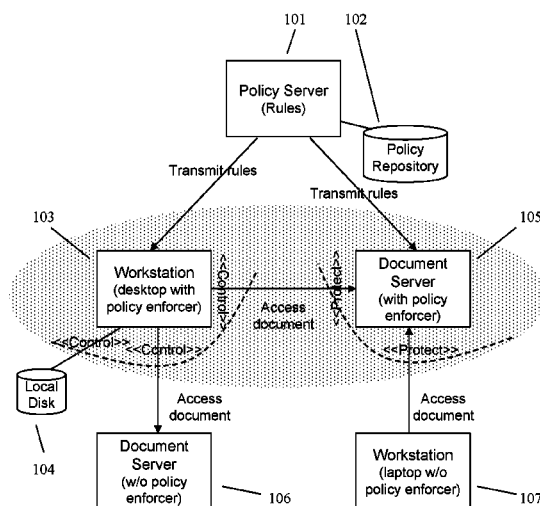 101
102
Policy Server
(Rules)
Policy
Repository
Transmit rules
Transmit rules
103
105
Workstation
(desktop with
policy enforcer)
<<Control>>
Access
document
<<Protect>>
Document
Server
(with policy
enforcer)
<<Control>>
<<Control>>
<<Protect>>
Local
Disk
104
Access
document
Access
document
Document
Server
(w/o policy
enforcer)
106
Workstation
(laptop w/o
policy enforcer)
107